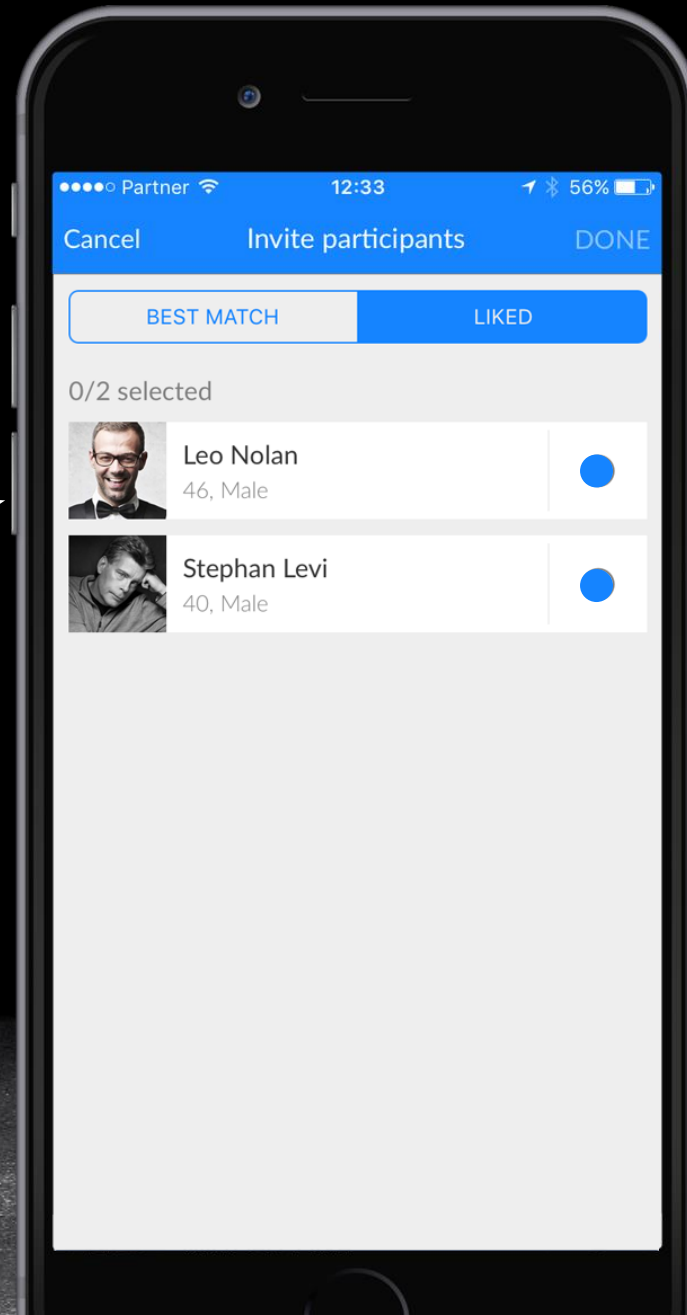 Partner 12:33 56%
Cancel Invite participants DONE
BEST MATCH LIKED
0/2 selected
Leo Nolan
46, Male
Stephan Levi
40, Male